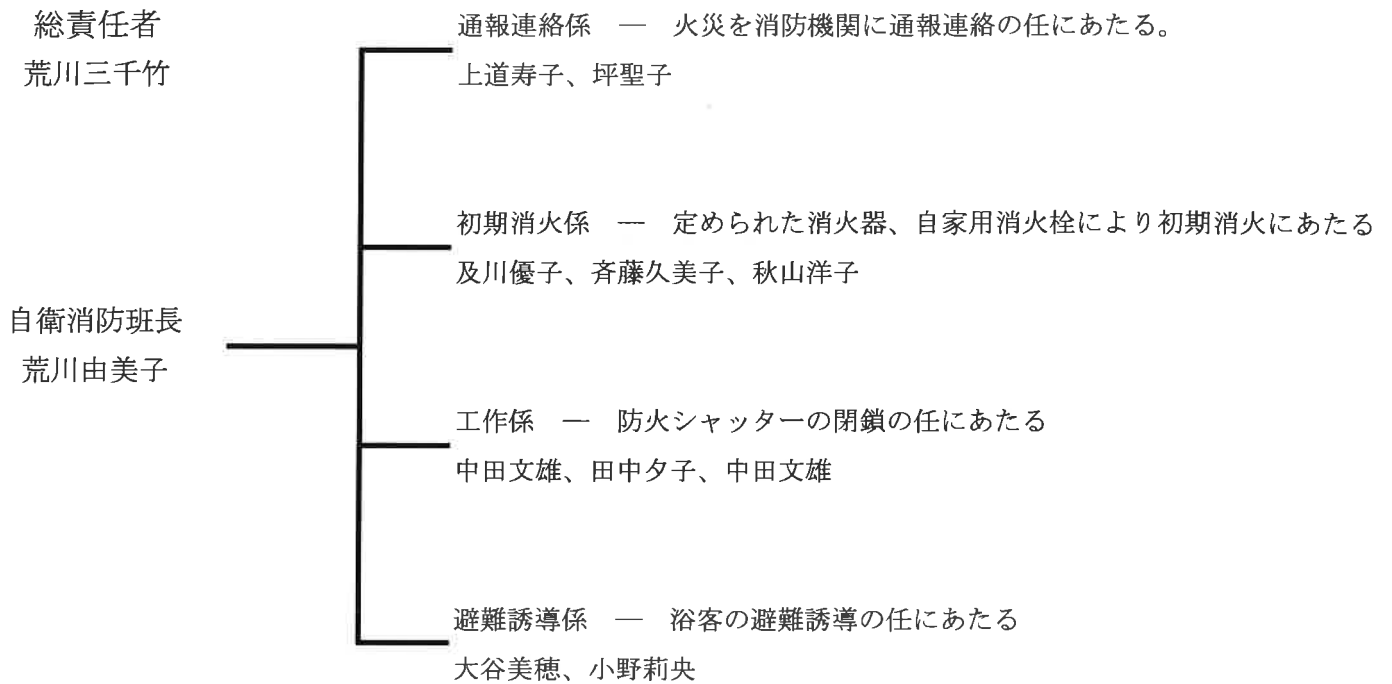 総責任者
荒川三千竹
通報連絡係 ― 火災を消防機関に通報連絡の任にあたる。
上道寿子、坪聖子
初期消火係 ― 定められた消火器、自家用消火栓により初期消火にあたる
及川優子、斉藤久美子、秋山洋子
自衛消防班長
荒川由美子
工作係 ― 防火シャッターの閉鎖の任にあたる
中田文雄、田中夕子、中田文雄
避難誘導係 ― 浴客の避難誘導の任にあたる
大谷美穂、小野莉央